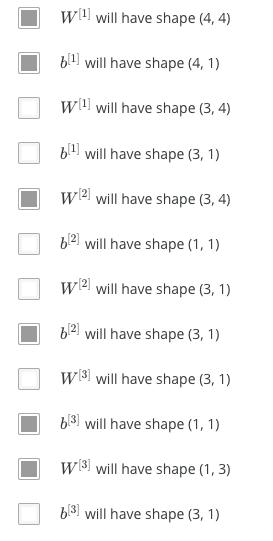 W^[1] will have shape (4, 4)
b^[1] will have shape (4, 1)
W^[1] will have shape (3, 4)
b^[1] will have shape (3, 1)
W^[2] will have shape (3, 4)
b^[2] will have shape (1, 1)
W^[2] will have shape (3, 1)
b^[2] will have shape (3, 1)
W^[3] will have shape (3, 1)
b^[3] will have shape (1, 1)
W^[3] will have shape (1, 3)
b^[3] will have shape (3, 1)